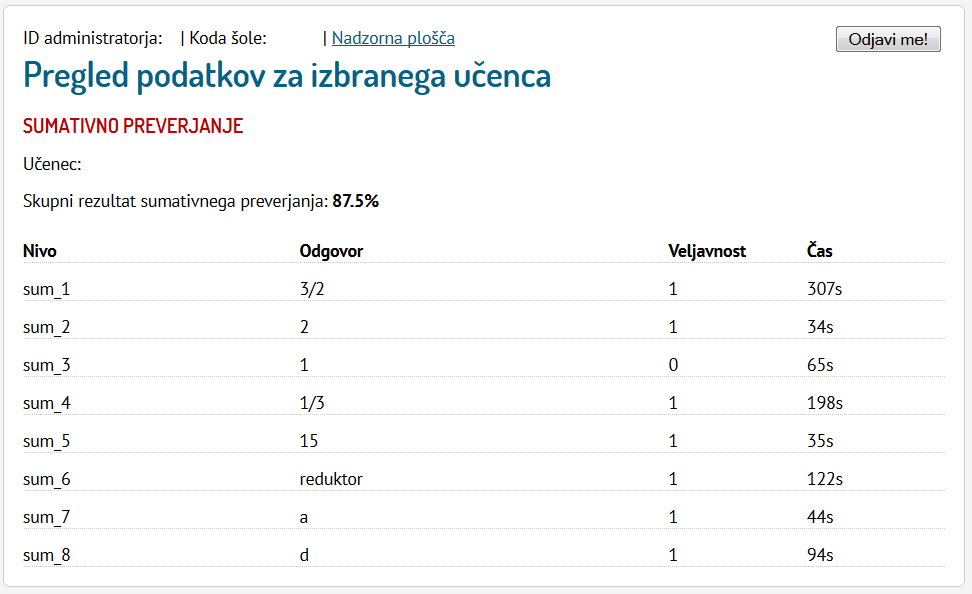 ID administratorja: | Koda šole: | Nadzorna plošča Odjavi me!
Pregled podatkov za izbranega učenca
SUMATIVNO PREVERJANJE
Učenec:
Skupni rezultat sumativnega preverjanja: 87.5%
Nivo Odgovor Veljavnost Čas
sum_1 3/2 1 307s
sum_2 2 1 34s
sum_3 1 0 65s
sum_4 1/3 1 198s
sum_5 15 1 35s
sum_6 reduktor 1 122s
sum_7 a 1 44s
sum_8 d 1 94s